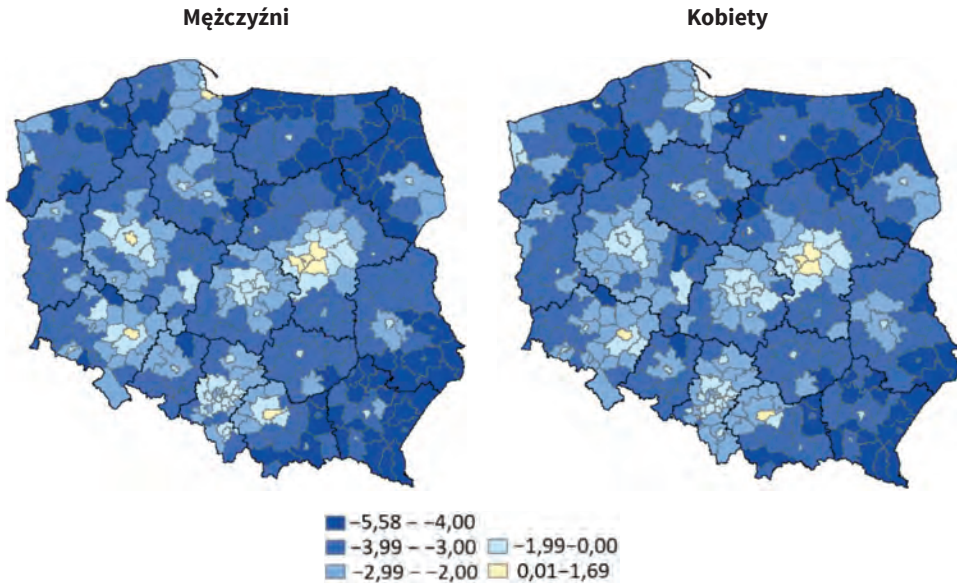 Mężczyźni
Kobiety
−5,58 – −4,00
−3,99 – −3,00
−2,99 – −2,00
−1,99–0,00
0,01–1,69